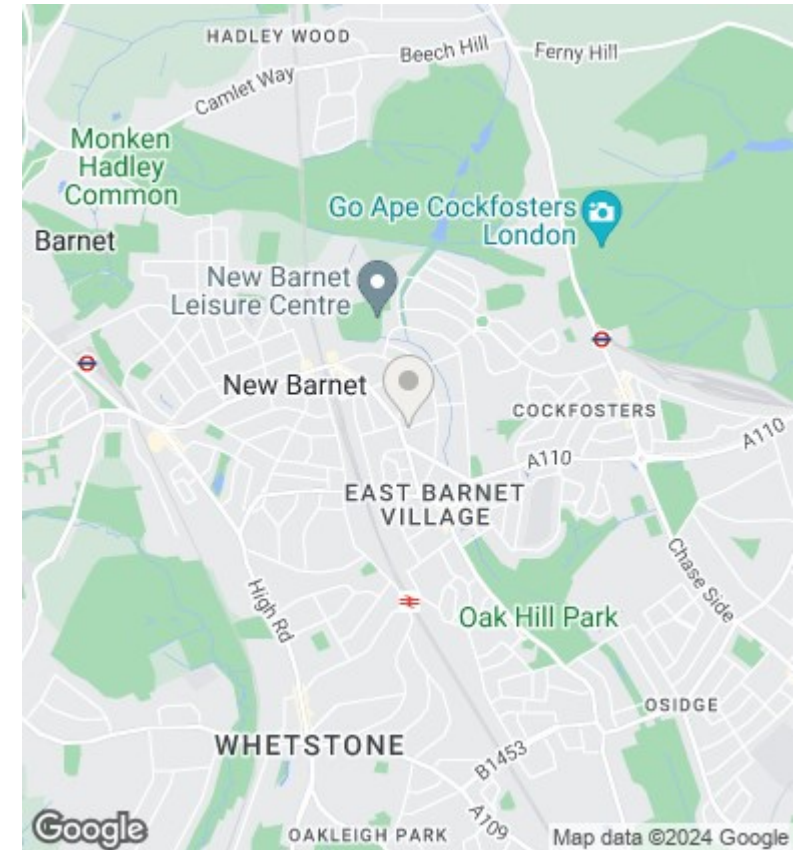 HADLEY WOOD
Beech Hill
Ferny Hill
Camlet Way
Monken
Hadley
Common
Go Ape Cockfosters
London
Barnet
New Barnet
Leisure Centre
New Barnet
COCKFOSTERS
A110
A110
EAST BARNET
VILLAGE
High Rd
Chase Side
Oak Hill Park
OSIDGE
WHETSTONE
B1453
A109
Google
OAKLEIGH PARK
Map data ©2024 Google